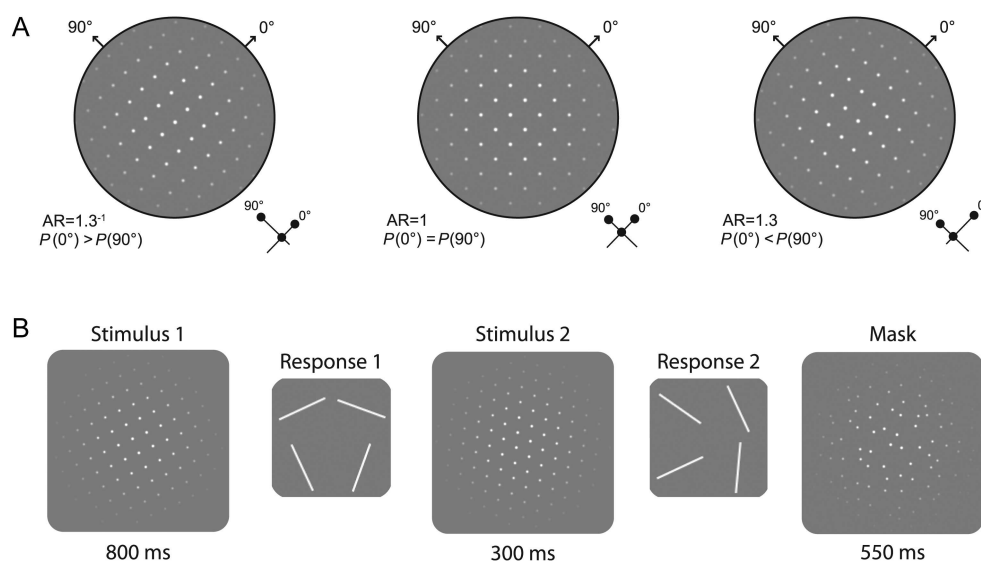 A
90° 0° 90° 0° 90° 0°
90° 0° 90° 0° 90° 0°
AR=1.3⁻¹ AR=1 AR=1.3
P(0°) > P(90°) P(0°) = P(90°) P(0°) < P(90°)
B
Stimulus 1 Stimulus 2 Mask
Response 1 Response 2
800 ms 300 ms 550 ms